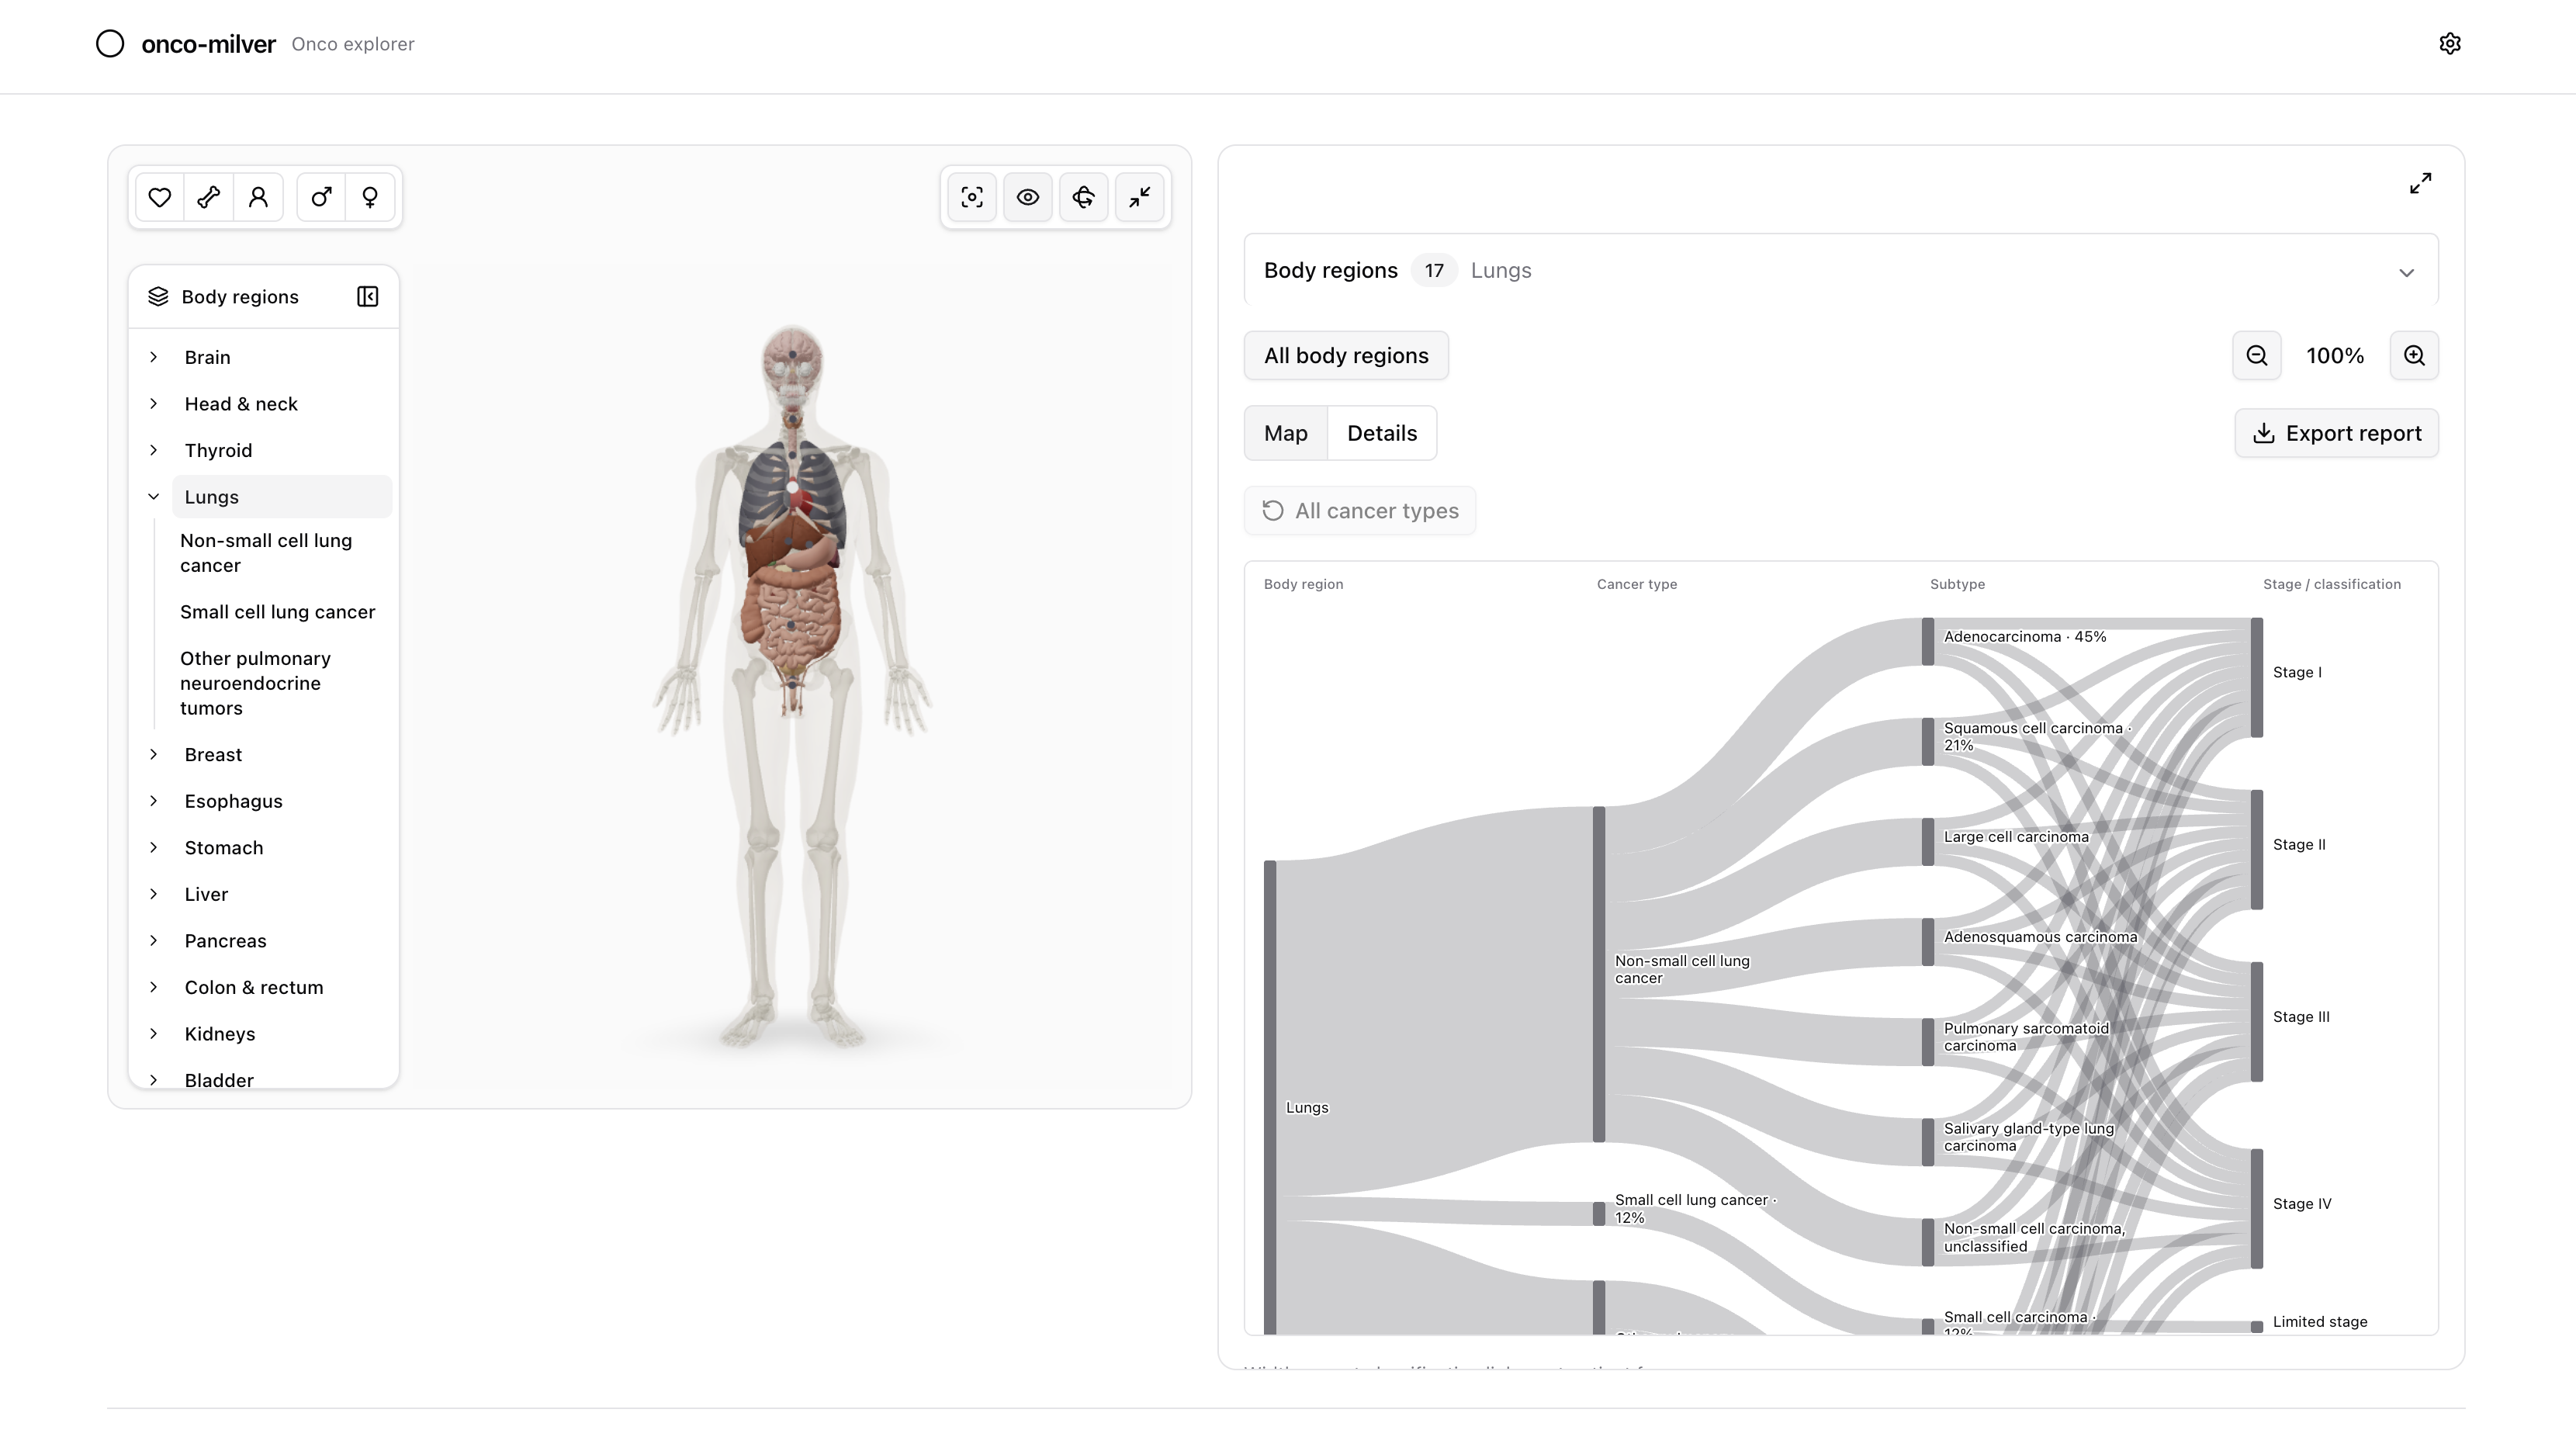 onco-milver Onco explorer
Body regions
Brain
Head & neck
Thyroid
Lungs
Non-small cell lung
cancer
Small cell lung cancer
Other pulmonary
neuroendocrine
tumors
Breast
Esophagus
Stomach
Liver
Pancreas
Colon & rectum
Kidneys
Bladder
Body regions 17 Lungs
All body regions
100%
Map Details
Export report
All cancer types
Body region Cancer type Subtype Stage / classification
Lungs
Non-small cell lung
cancer
Small cell lung cancer ·
12%
Adenocarcinoma · 45%
Squamous cell carcinoma ·
21%
Large cell carcinoma
Adenosquamous carcinoma
Pulmonary sarcomatoid
carcinoma
Salivary gland-type lung
carcinoma
Non-small cell carcinoma,
unclassified
Small cell carcinoma ·
12%
Stage I
Stage II
Stage III
Stage IV
Limited stage